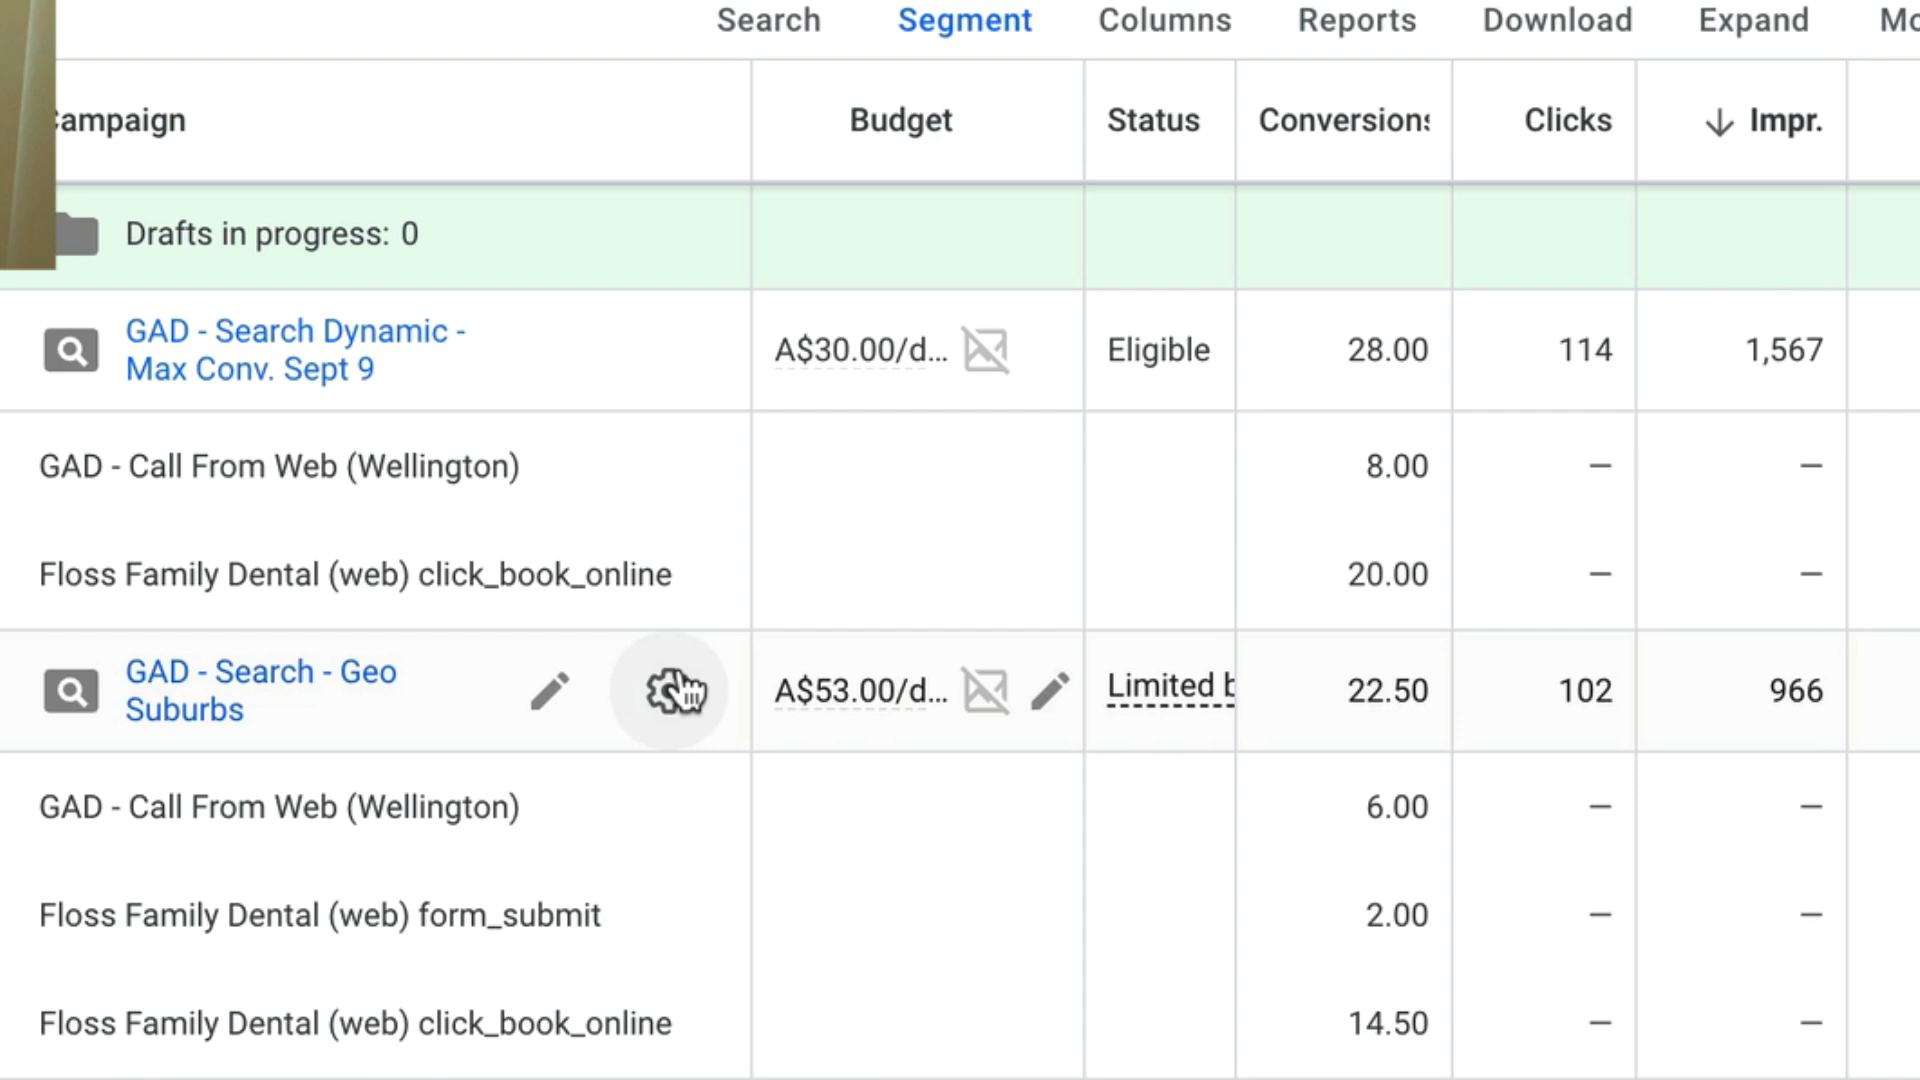 Search Segment Columns Reports Download Expand
Campaign Budget Status Conversions Clicks Impr.
Drafts in progress: 0
GAD - Search Dynamic -
Max Conv. Sept 9
A$30.00/d... Eligible 28.00 114 1,567
GAD - Call From Web (Wellington) 8.00 — —
Floss Family Dental (web) click_book_online 20.00 — —
GAD - Search - Geo
Suburbs
A$53.00/d... Limited 22.50 102 966
GAD - Call From Web (Wellington) 6.00 — —
Floss Family Dental (web) form_submit 2.00 — —
Floss Family Dental (web) click_book_online 14.50 — —